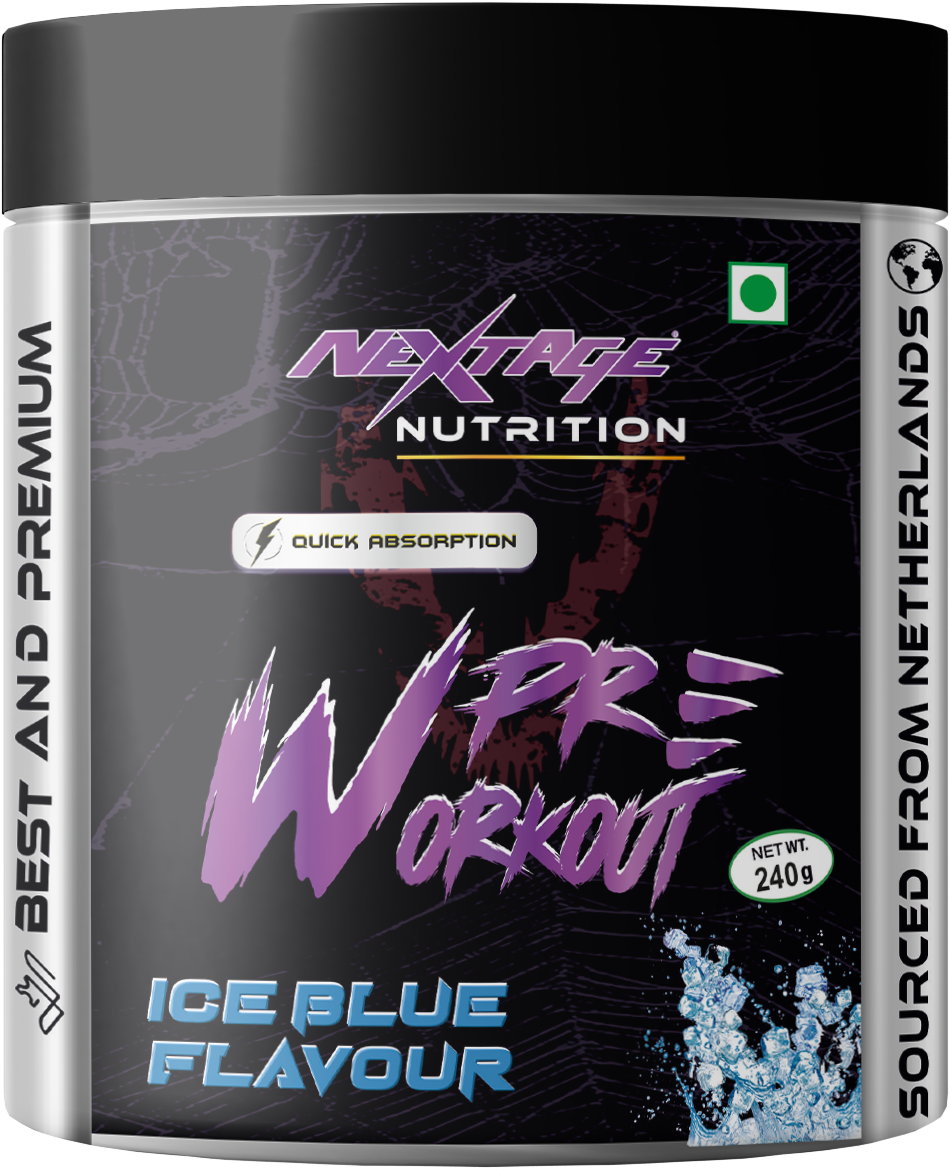 NEXTAGE®
NUTRITION
QUICK ABSORPTION
PRE
WORKOUT
NET WT.
240g
ICE BLUE
FLAVOUR
BEST AND PREMIUM
SOURCED FROM NETHERLANDS